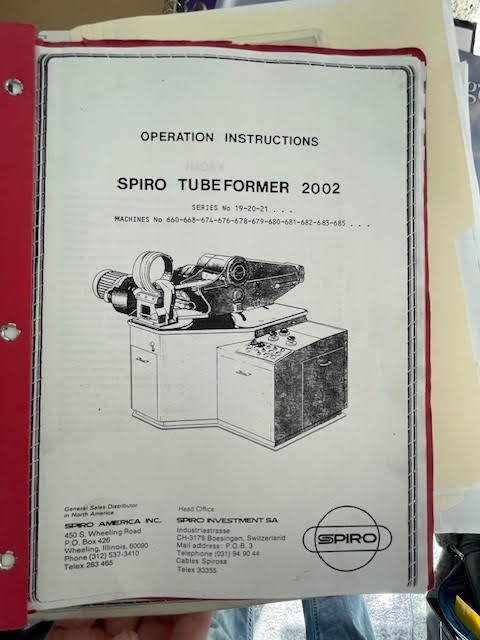 OPERATION INSTRUCTIONS
SPIRO TUBEFORMER 2002
SERIES No 19-20-21 . . .
MACHINES No 660-668-674-676-678-679-680-681-682-683-685 . . .
General Sales Distributor
in North America
SPIRO AMERICA INC.
450 S. Wheeling Road
P.O. Box 426
Wheeling, Illinois, 60090
Phone (312) 537-3410
Telex 283 465
Head Office
SPIRO INVESTMENT SA
Industriestrasse
CH-3178 Boesingen, Switzerland
Mail address: P.O.B. 3
Telephone (031) 94 90 44
Cables Spirosa
Telex 33355
SPIRO